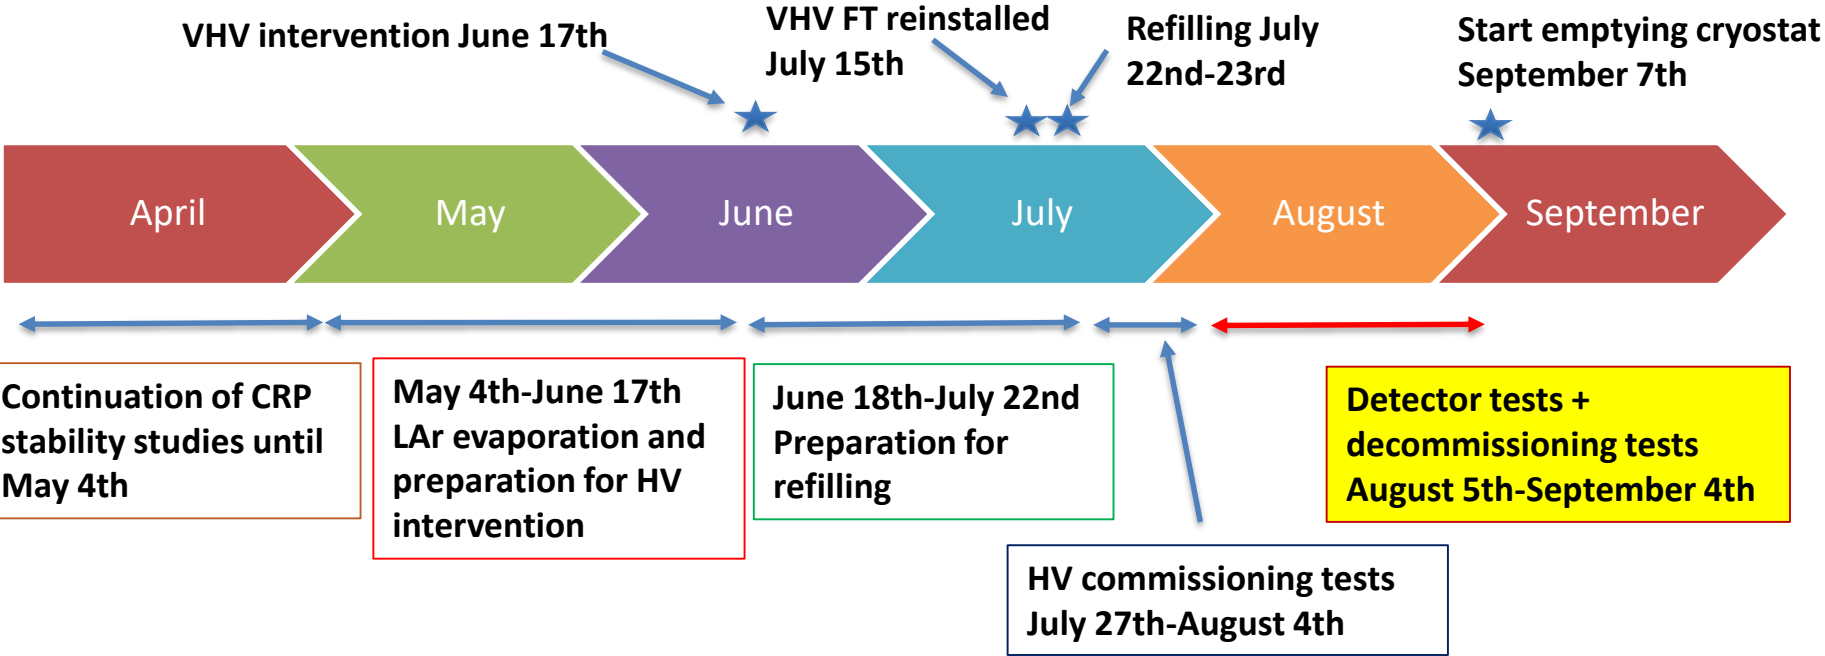 VHV intervention June 17th
VHV FT reinstalled
July 15th
Refilling July
22nd-23rd
Start emptying cryostat
September 7th
April
May
June
July
August
September
Continuation of CRP
stability studies until
May 4th
May 4th-June 17th
LAr evaporation and
preparation for HV
intervention
June 18th-July 22nd
Preparation for
refilling
HV commissioning tests
July 27th-August 4th
Detector tests +
decommissioning tests
August 5th-September 4th